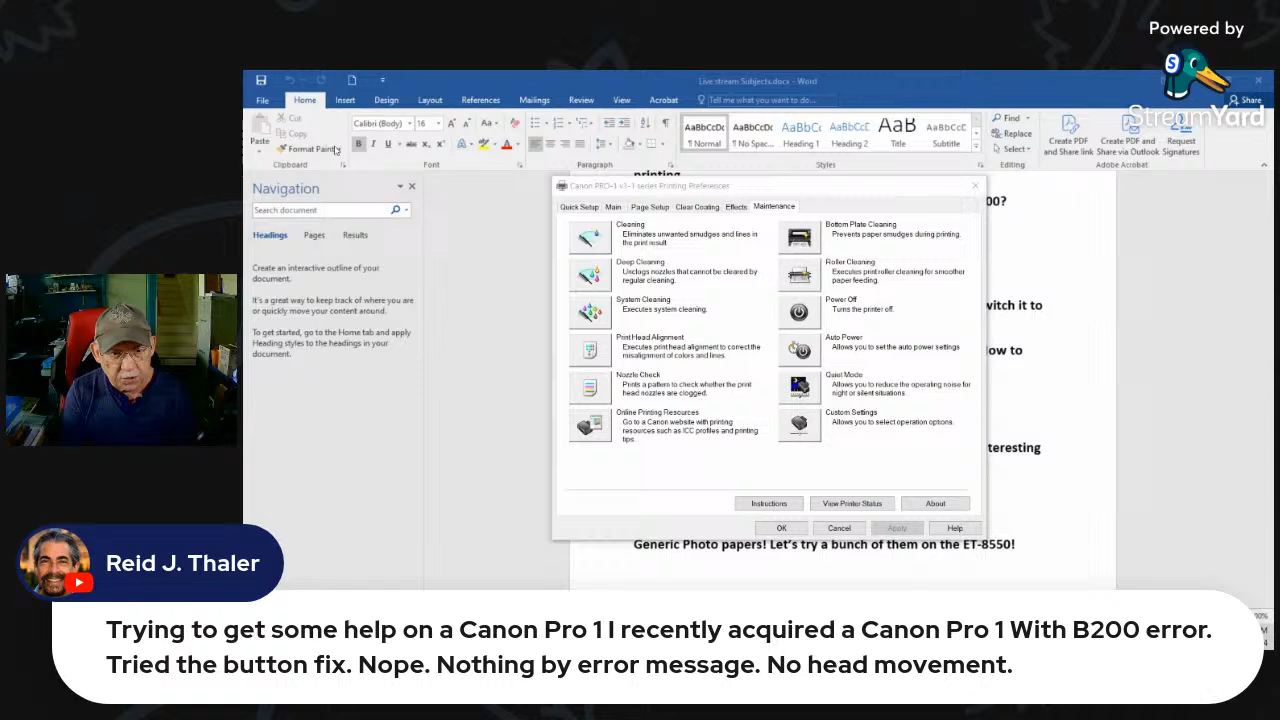 Powered by
StreamYard
Live stream Subjects.docx - Word
File Home Insert Design Layout References Mailings Review View Acrobat Tell me what you want to do... Share
Cut
Copy
Paste
Format Painter
Calibri (Body) 16
AaBbCcDc AaBbCcDc AaBbCc AaBbCcC AaB AaBbCcC
¶ Normal ¶ No Spac... Heading 1 Heading 2 Title Subtitle
Find
Replace
Select
Create PDF and Share link
Create PDF and Share via Outlook
Request Signatures
Clipboard Font Paragraph Styles Editing Adobe Acrobat
Navigation
Search document
Headings Pages Results
Create an interactive outline of your
document.
It's a great way to keep track of where you are
or quickly move your content around.
To get started, go to the Home tab and apply
Heading styles to the headings in your
document.
printing
00?
witch it to
How to
teresting
Canon PRO-1 v3-1 series Printing Preferences
Quick Setup Main Page Setup Clear Coating Effects Maintenance
Cleaning
Eliminates unwanted smudges and lines in
the print result.
Deep Cleaning
Unclogs nozzles that cannot be cleared by
regular cleaning.
System Cleaning
Executes system cleaning.
Print Head Alignment
Executes print head alignment to correct the
misalignment of colors and lines.
Nozzle Check
Prints a pattern to check whether the print
head nozzles are clogged.
Online Printing Resources
Go to a Canon website with printing
resources such as ICC profiles and printing
tips.
Bottom Plate Cleaning
Prevents paper smudges during printing.
Roller Cleaning
Executes print roller cleaning for smoother
paper feeding.
Power Off
Turns the printer off.
Auto Power
Allows you to set the auto power settings
Quiet Mode
Allows you to reduce the operating noise for
night or silent situations
Custom Settings
Allows you to select operation options.
Instructions View Printer Status About
OK Cancel Apply Help
Generic Photo papers! Let's try a bunch of them on the ET-8550!
Reid J. Thaler
Trying to get some help on a Canon Pro 1 I recently acquired a Canon Pro 1 With B200 error.
Tried the button fix. Nope. Nothing by error message. No head movement.